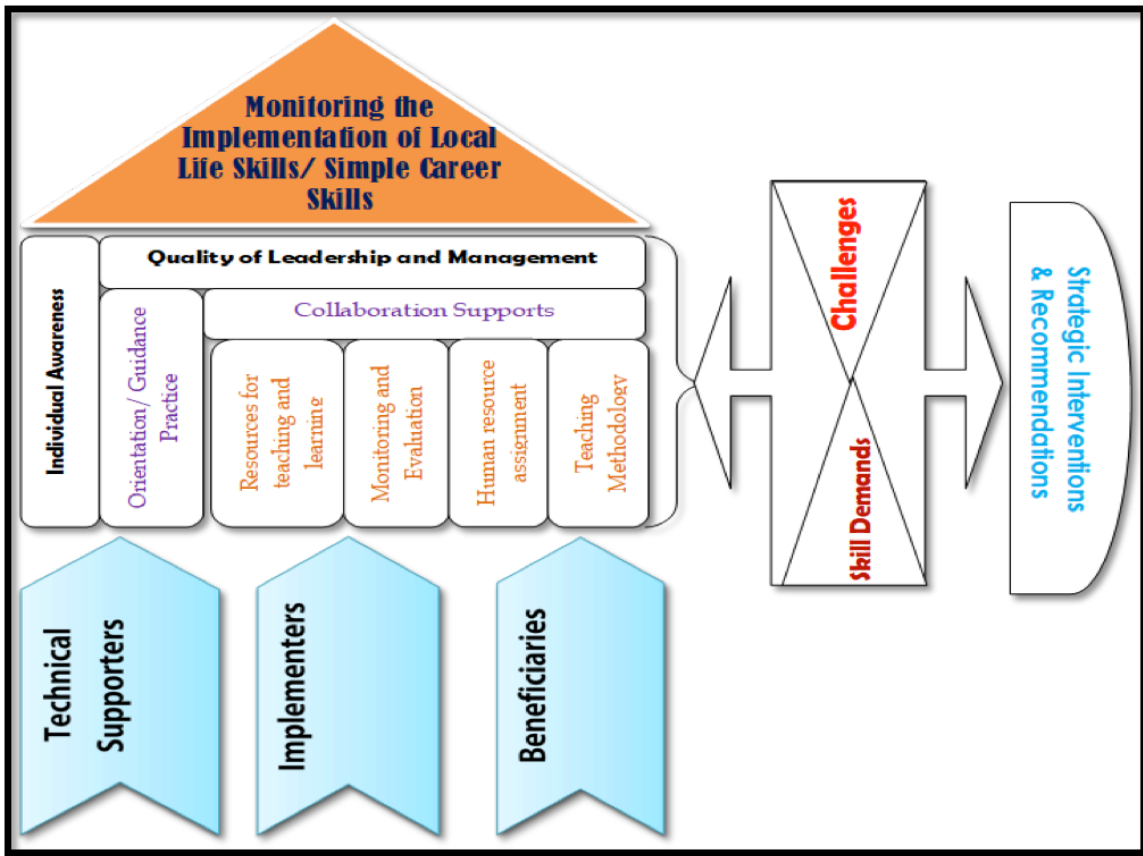 Monitoring the
Implementation of Local
Life Skills/ Simple Career
Skills
Individual Awareness
Quality of Leadership and Management
Orientation/ Guidance
Practice
Collaboration Supports
Resources for
teaching and
learning
Monitoring and
Evaluation
Human resource
assignment
Teaching
Methodology
Challenges
Skill Demands
Strategic Interventions
& Recommendations
Technical
Supporters
Implementers
Beneficiaries